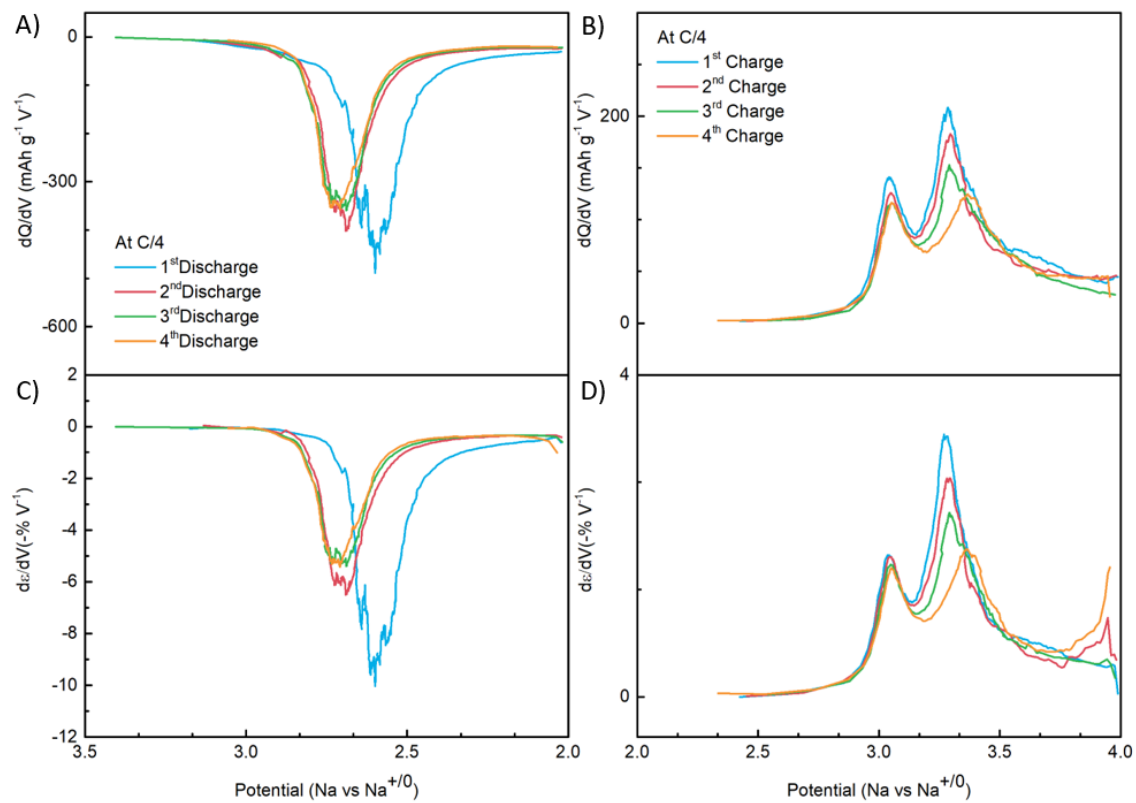 A)
0
-300
-600
dQ/dV (mAh g⁻¹ V⁻¹)
At C/4
1ˢᵗDischarge
2ⁿᵈDischarge
3ʳᵈDischarge
4ᵗʰDischarge
B)
200
0
dQ/dV (mAh g⁻¹ V⁻¹)
At C/4
1ˢᵗ Charge
2ⁿᵈ Charge
3ʳᵈ Charge
4ᵗʰ Charge
C)
2
0
-2
-4
-6
-8
-10
-12
dε/dV(-% V⁻¹)
3.5
3.0
2.5
2.0
Potential (Na vs Na⁺ᐟ⁰)
D)
4
0
dε/dV(-% V⁻¹)
2.0
2.5
3.0
3.5
4.0
Potential (Na vs Na⁺ᐟ⁰)